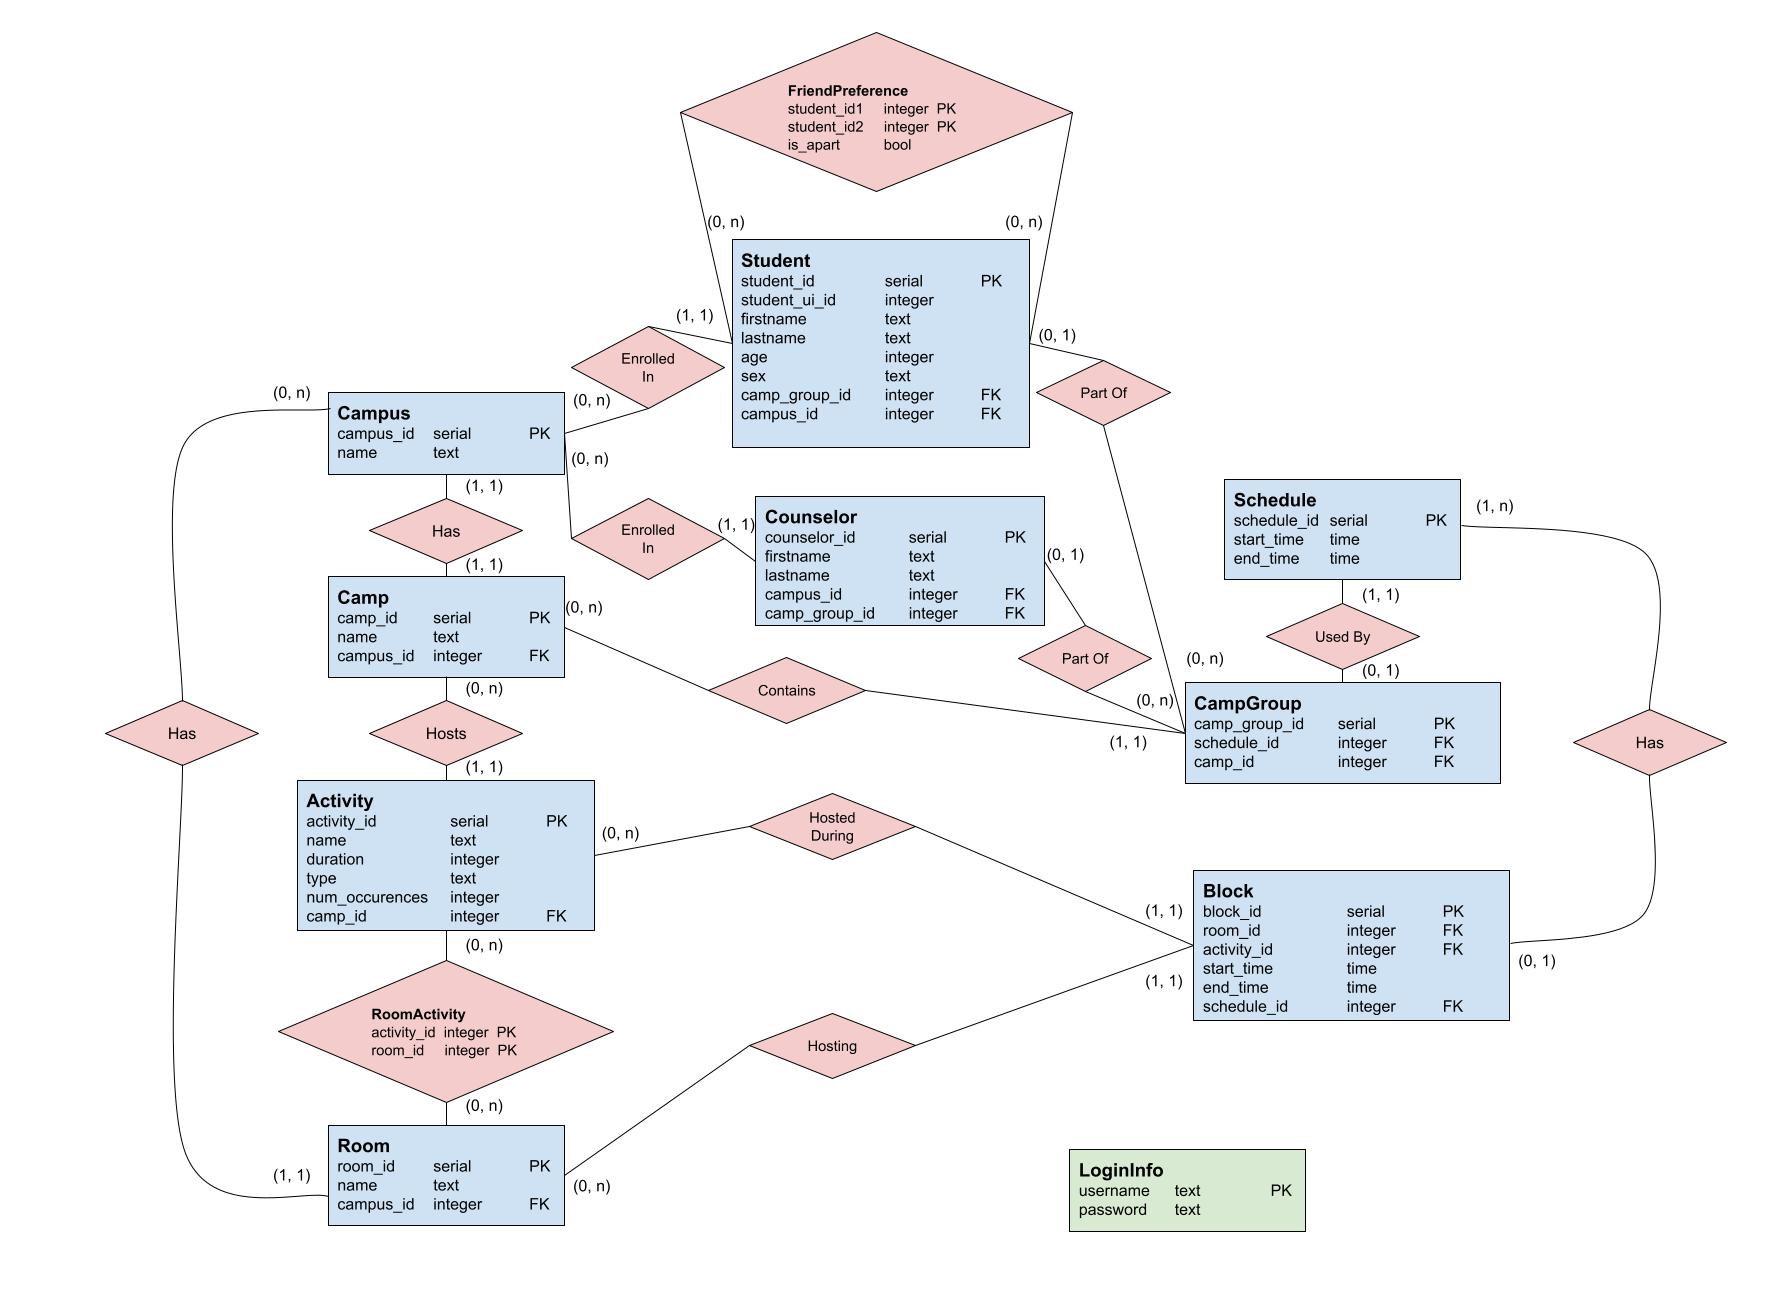 FriendPreference
student_id1 integer PK
student_id2 integer PK
is_apart bool
(0, n)
(0, n)
Student
student_id serial PK
student_ui_id integer
firstname text
lastname text
age integer
sex text
camp_group_id integer FK
campus_id integer FK
(1, 1)
Enrolled
In
(0, n)
(0, 1)
Part Of
(0, n)
(0, n)
Campus
campus_id serial PK
name text
(0, n)
(1, 1)
Has
(1, 1)
Enrolled
In
(1, 1)
Counselor
counselor_id serial PK
firstname text
lastname text
campus_id integer FK
camp_group_id integer FK
(0, 1)
Part Of
(0, n)
Schedule
schedule_id serial PK
start_time time
end_time time
(1, n)
(1, 1)
Used By
(0, 1)
Camp
camp_id serial PK
name text
campus_id integer FK
(0, n)
Contains
(1, 1)
CampGroup
camp_group_id serial PK
schedule_id integer FK
camp_id integer FK
Has
(0, n)
Hosts
(1, 1)
Has
Activity
activity_id serial PK
name text
duration integer
type text
num_occurences integer
camp_id integer FK
(0, n)
Hosted
During
(1, 1)
Block
block_id serial PK
room_id integer FK
activity_id integer FK
start_time time
end_time time
schedule_id integer FK
(0, 1)
(1, 1)
(0, n)
RoomActivity
activity_id integer PK
room_id integer PK
Hosting
(0, n)
Room
room_id serial PK
name text
campus_id integer FK
(1, 1)
(0, n)
LoginInfo
username text PK
password text